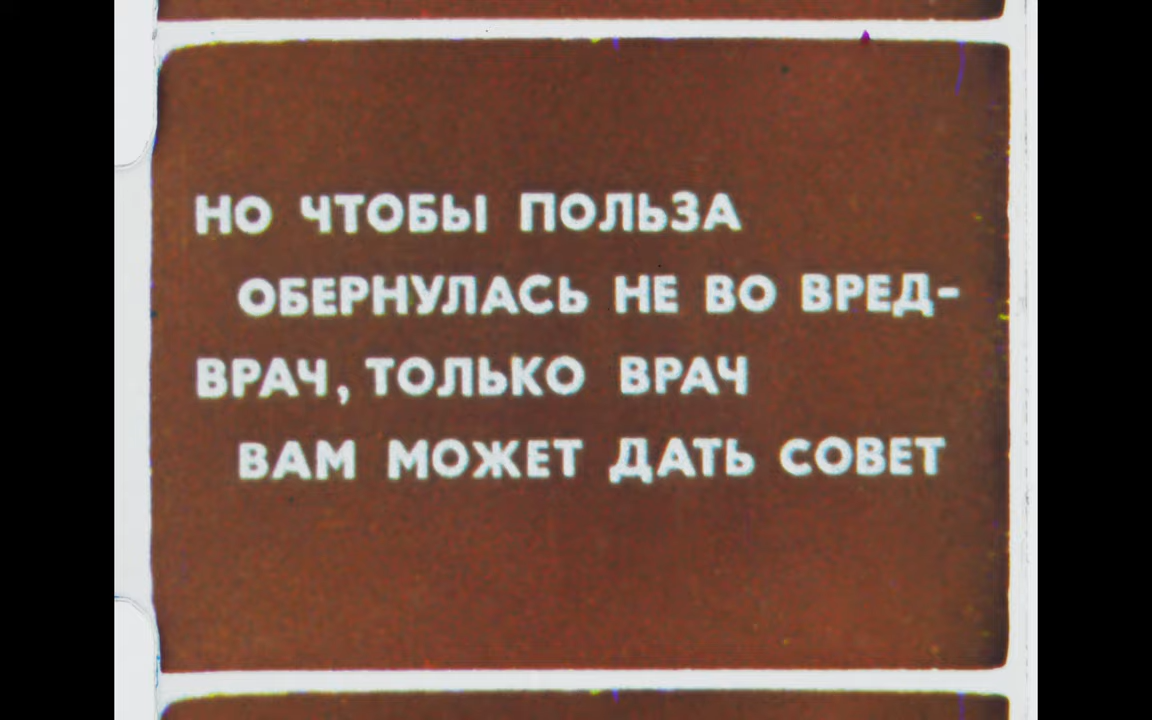 НО ЧТОБЫ ПОЛЬЗА
ОБЕРНУЛАСЬ НЕ ВО ВРЕД-
ВРАЧ, ТОЛЬКО ВРАЧ
ВАМ МОЖЕТ ДАТЬ СОВЕТ